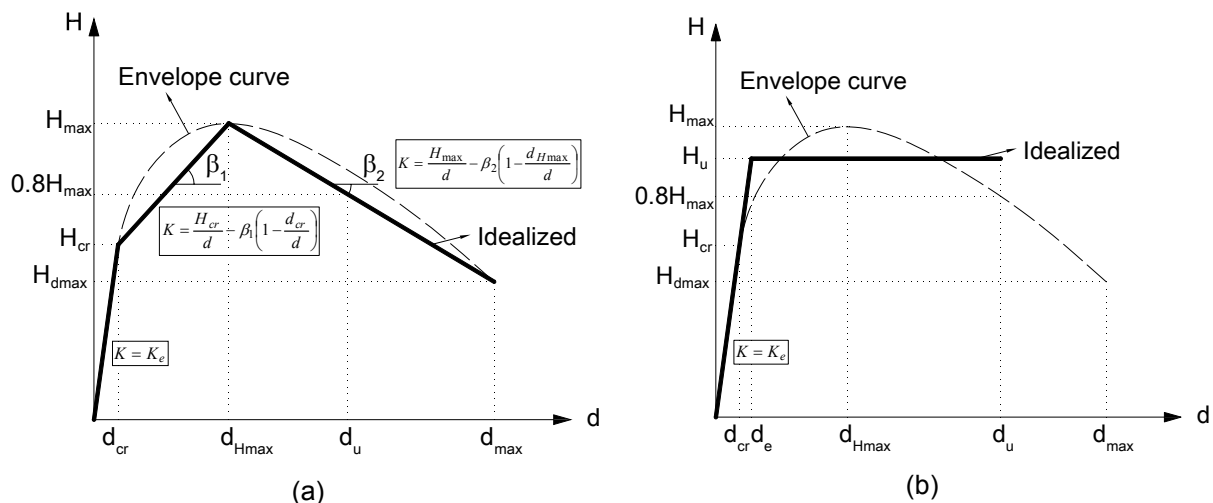 H
Envelope curve
H_max
0.8H_max
H_cr
H_dmax
β_1
β_2
K = H_max/d − β_2(1 − d_Hmax/d)
K = H_cr/d − β_1(1 − d_cr/d)
Idealized
K = K_e
d_cr
d_Hmax
d_u
d_max
d
(a)
H
Envelope curve
H_max
H_u
0.8H_max
H_cr
H_dmax
Idealized
K = K_e
d_cr
d_e
d_Hmax
d_u
d_max
d
(b)